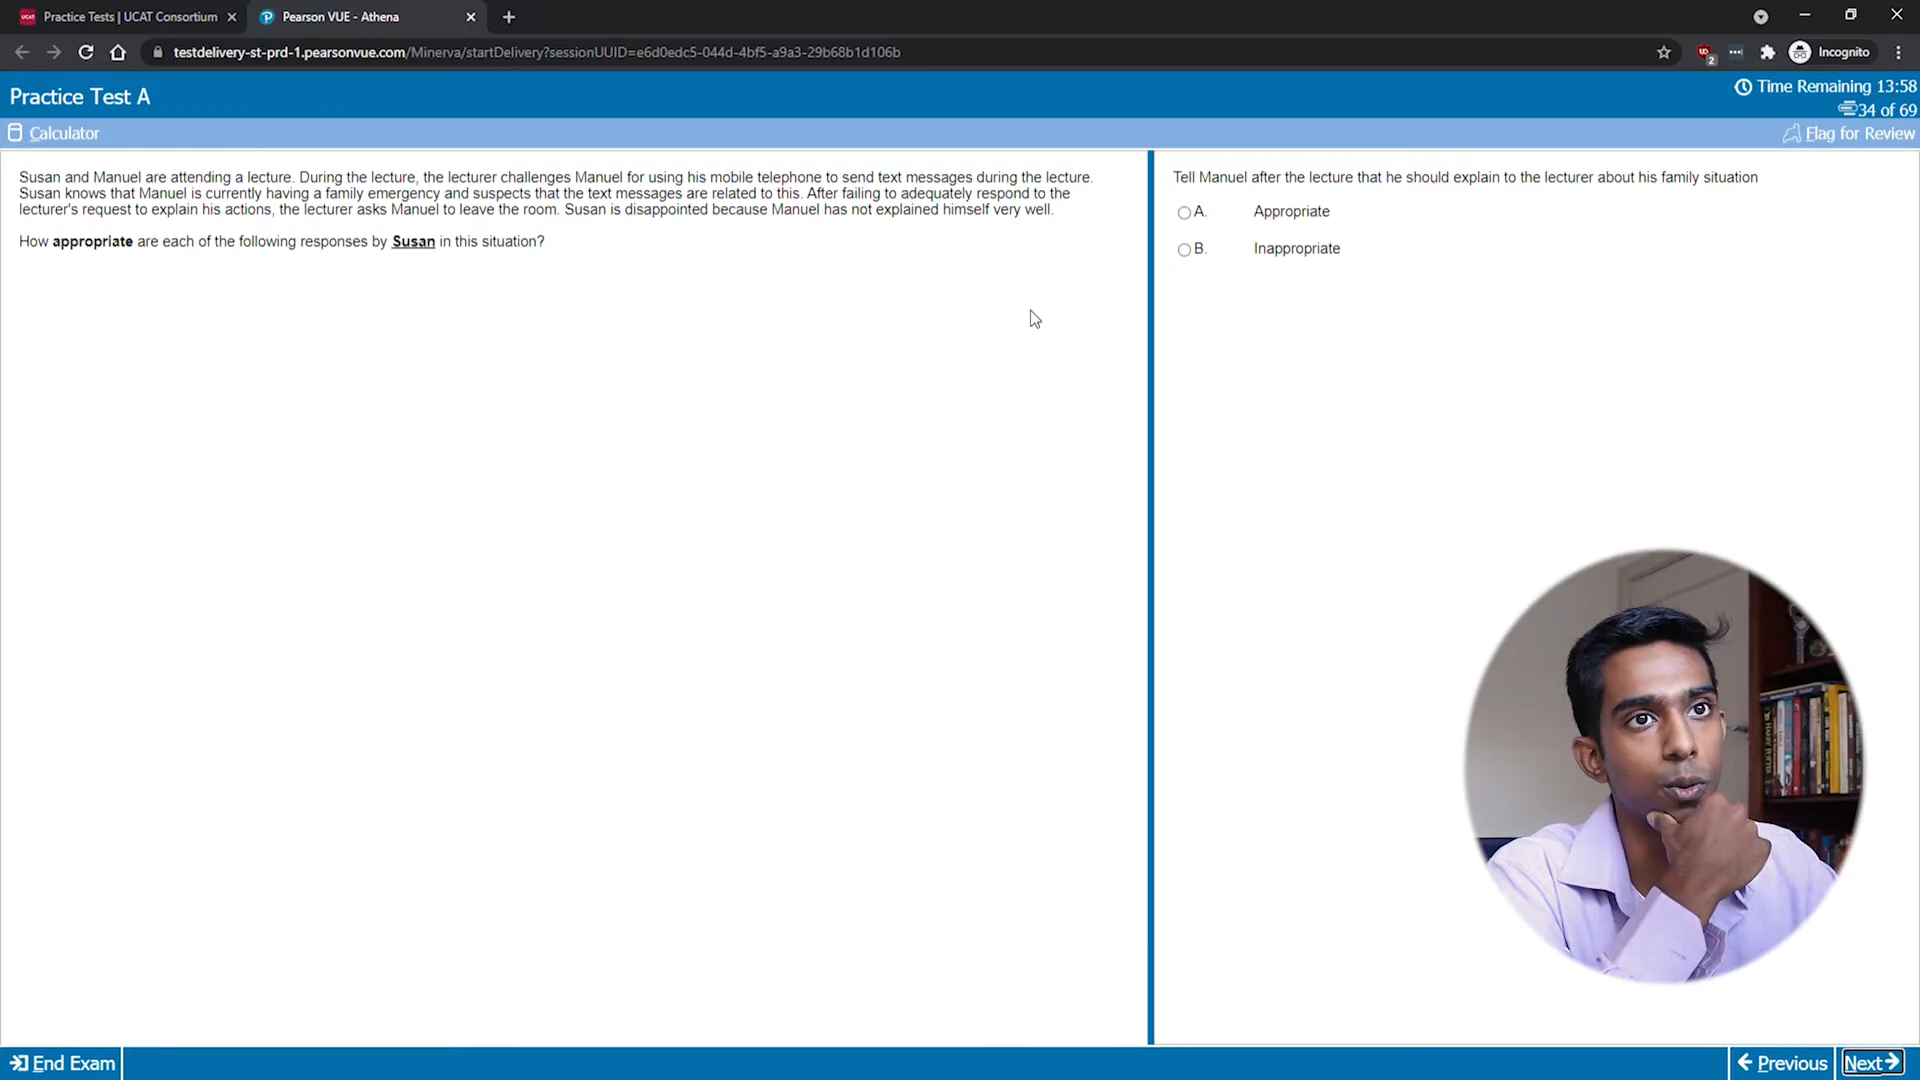 Practice Tests | UCAT Consortium
Pearson VUE - Athena
testdelivery-st-prd-1.pearsonvue.com/Minerva/startDelivery?sessionUUID=e6d0edc5-044d-4bf5-a9a3-29b68b1d106b
2
Incognito
Practice Test A
Time Remaining 13:58
34 of 69
Calculator
Flag for Review
Susan and Manuel are attending a lecture. During the lecture, the lecturer challenges Manuel for using his mobile telephone to send text messages during the lecture.
Susan knows that Manuel is currently having a family emergency and suspects that the text messages are related to this. After failing to adequately respond to the
lecturer's request to explain his actions, the lecturer asks Manuel to leave the room. Susan is disappointed because Manuel has not explained himself very well.
How appropriate are each of the following responses by Susan in this situation?
Tell Manuel after the lecture that he should explain to the lecturer about his family situation
A. Appropriate
B. Inappropriate
End Exam
Previous
Next